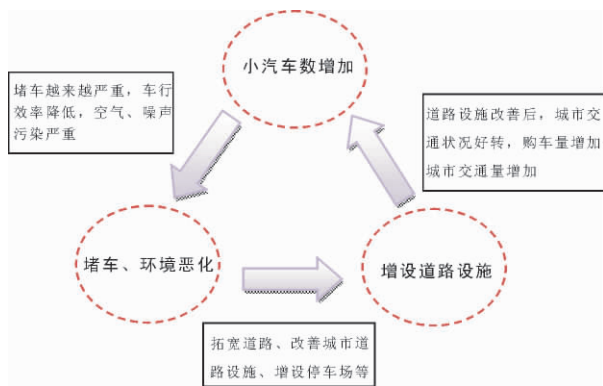 小汽车数增加
堵车越来越严重，车行
效率降低，空气、噪声
污染严重
道路设施改善后，城市交
通状况好转，购车量增加
城市交通量增加
堵车、环境恶化
增设道路设施
拓宽道路、改善城市道
路设施、增设停车场等